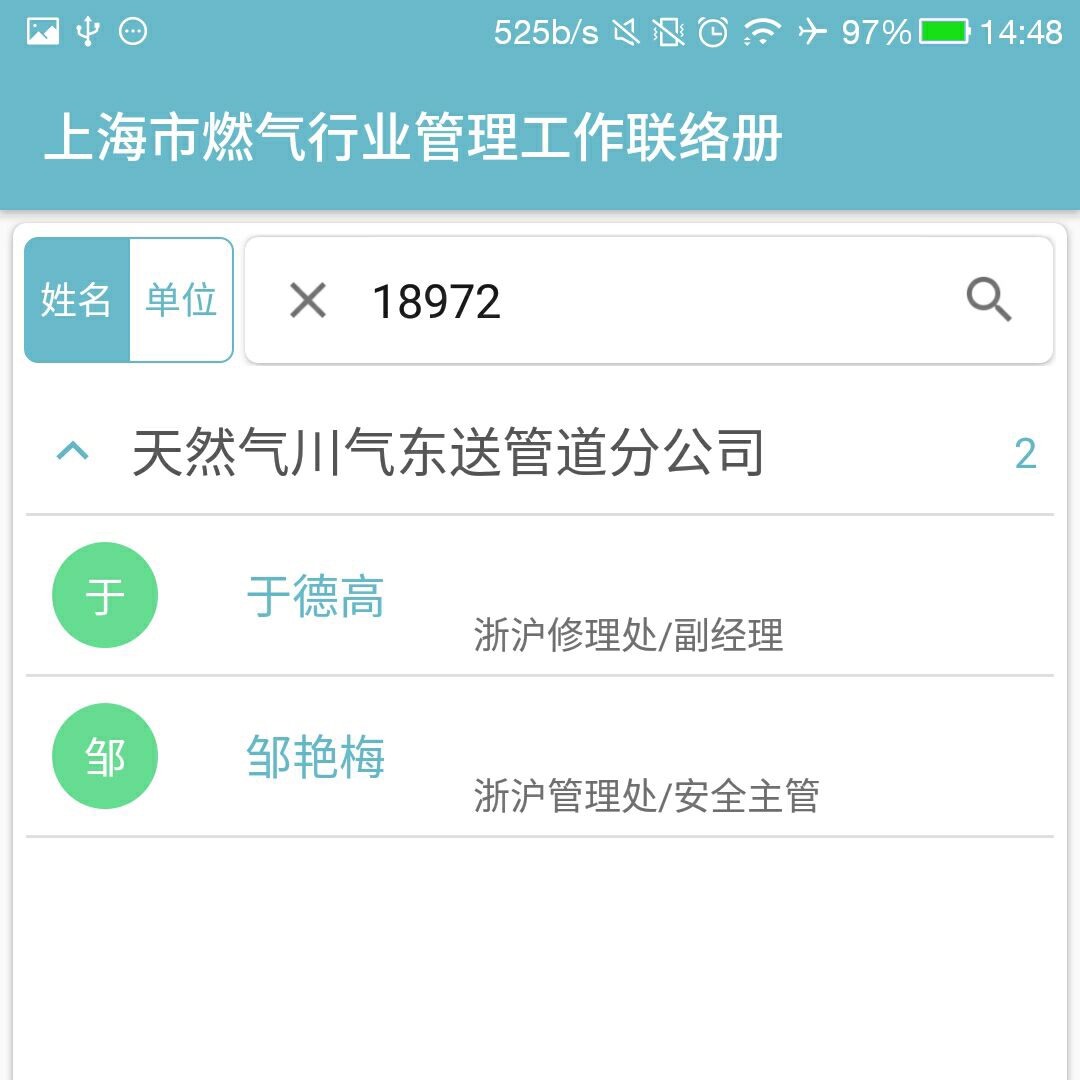 525b/s 97% 14:48
上海市燃气行业管理工作联络册
姓名 单位 18972
天然气川气东送管道分公司 2
于 于德高
浙沪修理处/副经理
邹 邹艳梅
浙沪管理处/安全主管